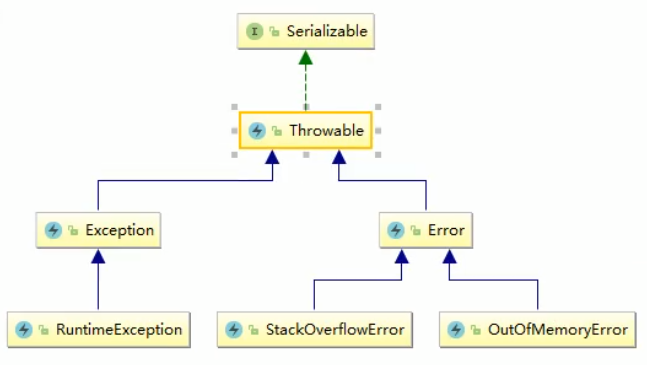 I Serializable
Throwable
Exception
Error
RuntimeException
StackOverflowError
OutOfMemoryError